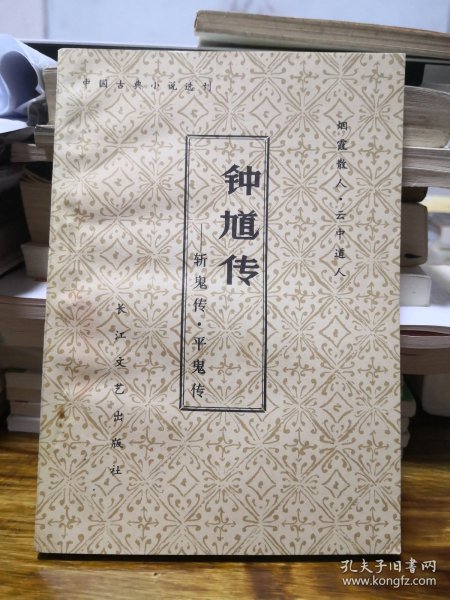 中国古典小说选刊
烟霞散人·云中道人
钟馗传
——斩鬼传·平鬼传
长江文艺出版社
孔夫子旧书网
www.kongfz.com